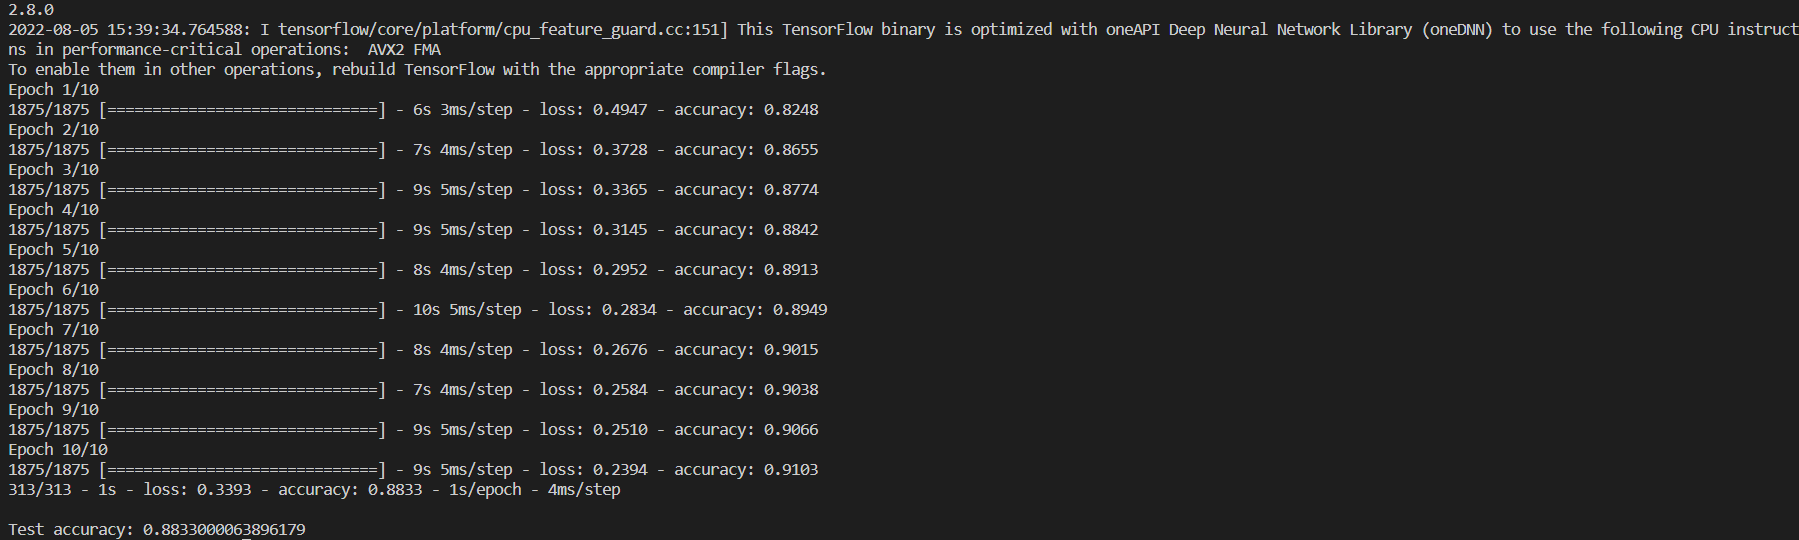 2.8.0
2022-08-05 15:39:34.764588: I tensorflow/core/platform/cpu_feature_guard.cc:151] This TensorFlow binary is optimized with oneAPI Deep Neural Network Library (oneDNN) to use the following CPU instruct
ns in performance-critical operations:  AVX2 FMA
To enable them in other operations, rebuild TensorFlow with the appropriate compiler flags.
Epoch 1/10
1875/1875 [==============================] - 6s 3ms/step - loss: 0.4947 - accuracy: 0.8248
Epoch 2/10
1875/1875 [==============================] - 7s 4ms/step - loss: 0.3728 - accuracy: 0.8655
Epoch 3/10
1875/1875 [==============================] - 9s 5ms/step - loss: 0.3365 - accuracy: 0.8774
Epoch 4/10
1875/1875 [==============================] - 9s 5ms/step - loss: 0.3145 - accuracy: 0.8842
Epoch 5/10
1875/1875 [==============================] - 8s 4ms/step - loss: 0.2952 - accuracy: 0.8913
Epoch 6/10
1875/1875 [==============================] - 10s 5ms/step - loss: 0.2834 - accuracy: 0.8949
Epoch 7/10
1875/1875 [==============================] - 8s 4ms/step - loss: 0.2676 - accuracy: 0.9015
Epoch 8/10
1875/1875 [==============================] - 7s 4ms/step - loss: 0.2584 - accuracy: 0.9038
Epoch 9/10
1875/1875 [==============================] - 9s 5ms/step - loss: 0.2510 - accuracy: 0.9066
Epoch 10/10
1875/1875 [==============================] - 9s 5ms/step - loss: 0.2394 - accuracy: 0.9103
313/313 - 1s - loss: 0.3393 - accuracy: 0.8833 - 1s/epoch - 4ms/step

Test accuracy: 0.8833000063896179